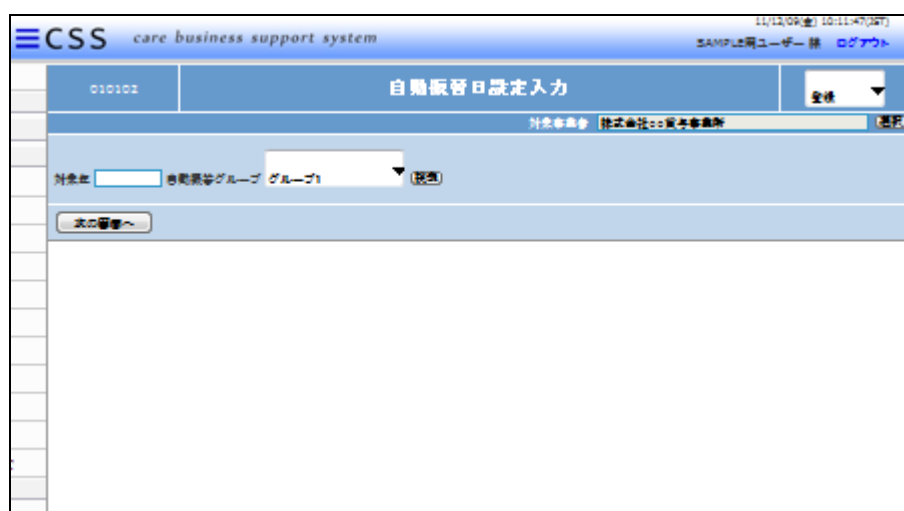 11/12/09(金) 10:11:47(JST)
CSS care business support system
SAMPLE用ユーザー 様 ログアウト
010102 自動振替日設定入力 登録
対象事業者 株式会社○○貸与事業所 選択
対象年 自動振替グループ グループ1 検索
次の画面へ